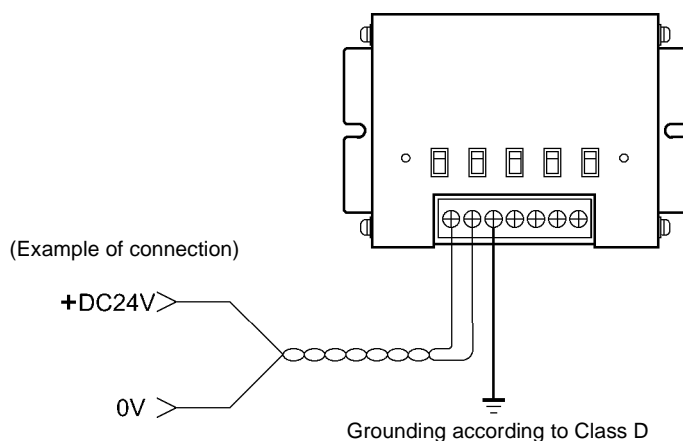 (Example of connection)
+DC24V
0V
Grounding according to Class D